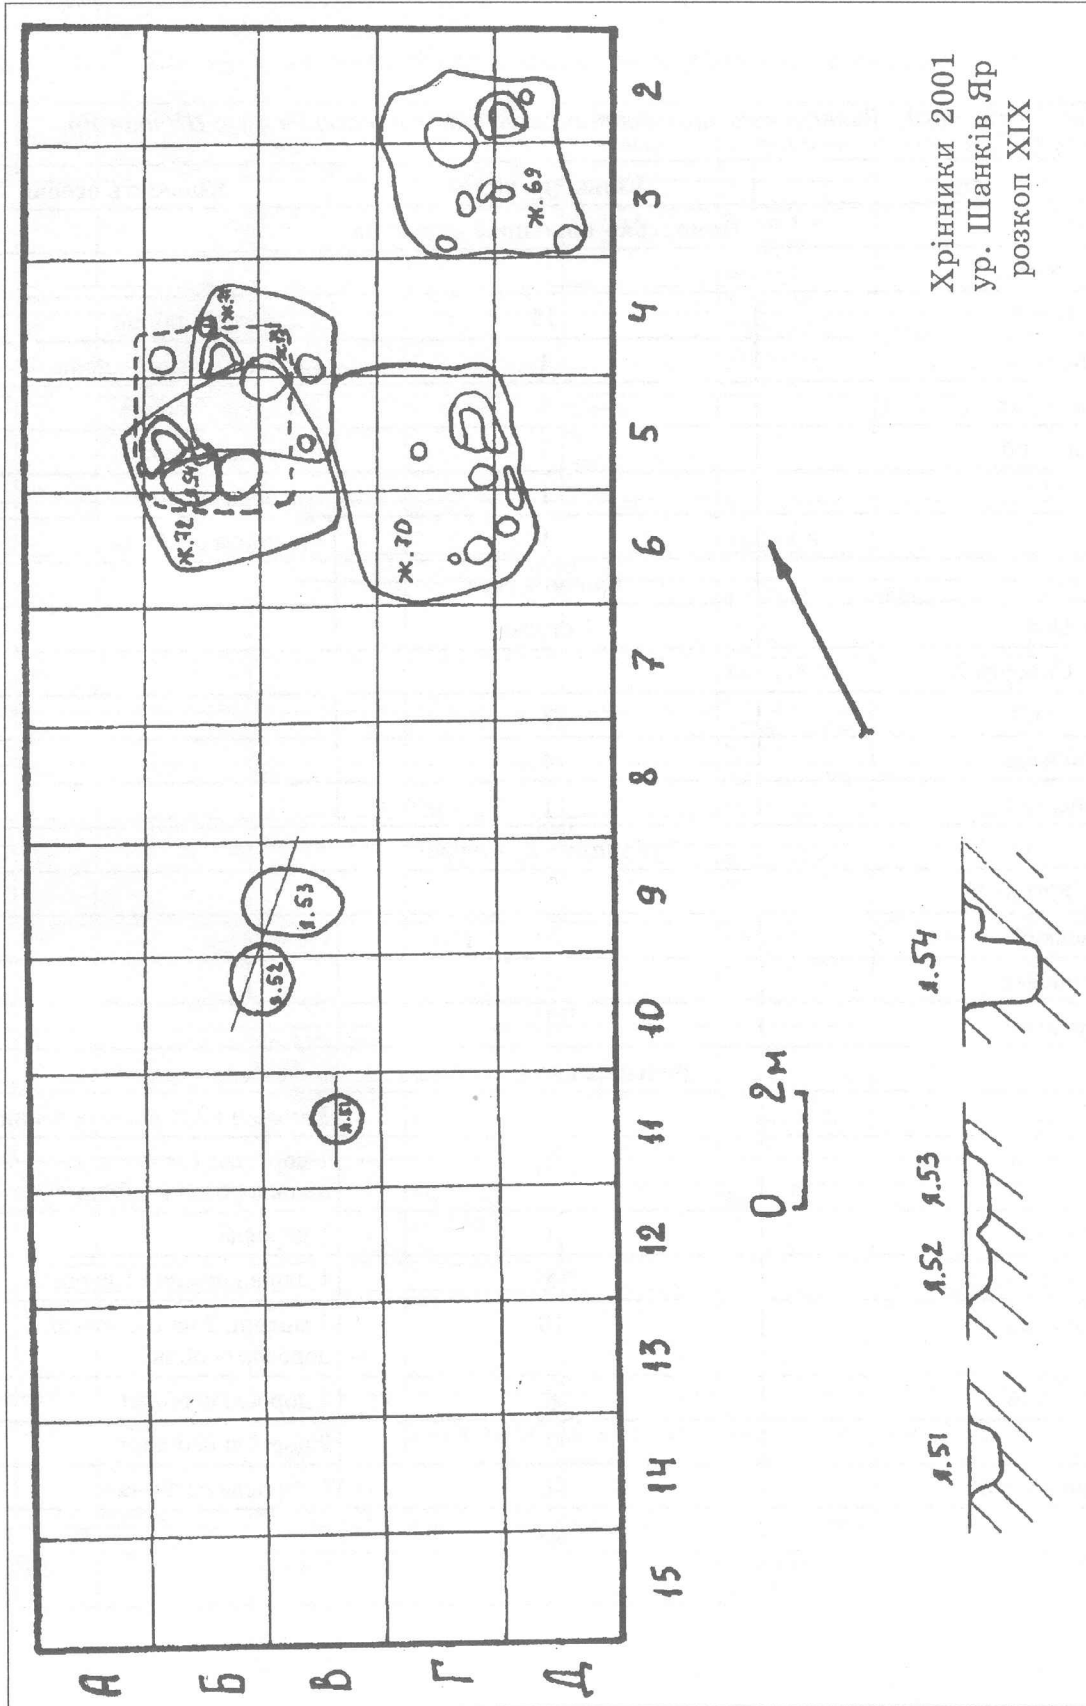 Хрінники 2001
ур. Шанків Яр
розкоп XIX
А
Б
В
Г
Д
15
14
13
12
11
10
9
8
7
6
5
4
3
2
я.51
я.52
я.53
ж.72
я.54
ж.70
ж.69
0 2м
я.51
я.52
я.53
я.54